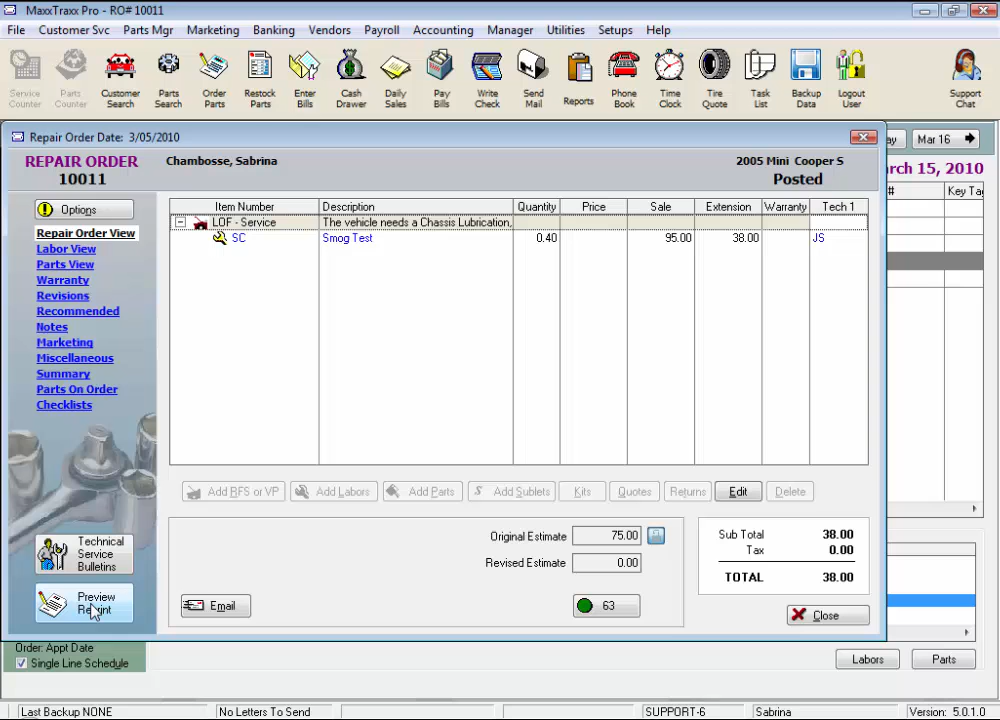 MaxxTraxx Pro - RO# 10011
File Customer Svc Parts Mgr Marketing Banking Vendors Payroll Accounting Manager Utilities Setups Help
Service Counter
Parts Counter
Customer Search
Parts Search
Order Parts
Restock Parts
Enter Bills
Cash Drawer
Daily Sales
Pay Bills
Write Check
Send Mail
Reports
Phone Book
Time Clock
Tire Quote
Task List
Backup Data
Logout User
Support Chat
Repair Order Date: 3/05/2010
ay Mar 16
REPAIR ORDER
10011
Chambosse, Sabrina
2005 Mini Cooper S
Posted
rch 15, 2010
# Key Tag
Options
Repair Order View
Labor View
Parts View
Warranty
Revisions
Recommended
Notes
Marketing
Miscellaneous
Summary
Parts On Order
Checklists
Technical Service Bulletins
Preview
Item Number Description Quantity Price Sale Extension Warranty Tech 1
LOF - Service The vehicle needs a Chassis Lubrication,
SC Smog Test 0.40 95.00 38.00 JS
Add BFS or VP Add Labors Add Parts Add Sublets Kits Quotes Returns Edit Delete
Original Estimate 75.00
Revised Estimate 0.00
Email
63
Sub Total 38.00
Tax 0.00
TOTAL 38.00
Close
Order: Appt Date
Single Line Schedule
Labors Parts
Last Backup NONE No Letters To Send SUPPORT-6 Sabrina Version: 5.0.1.0